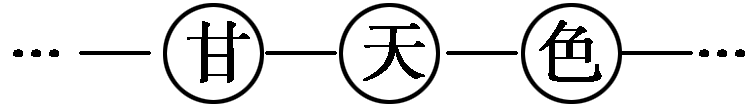 … — 甘 — 天 — 色 — …